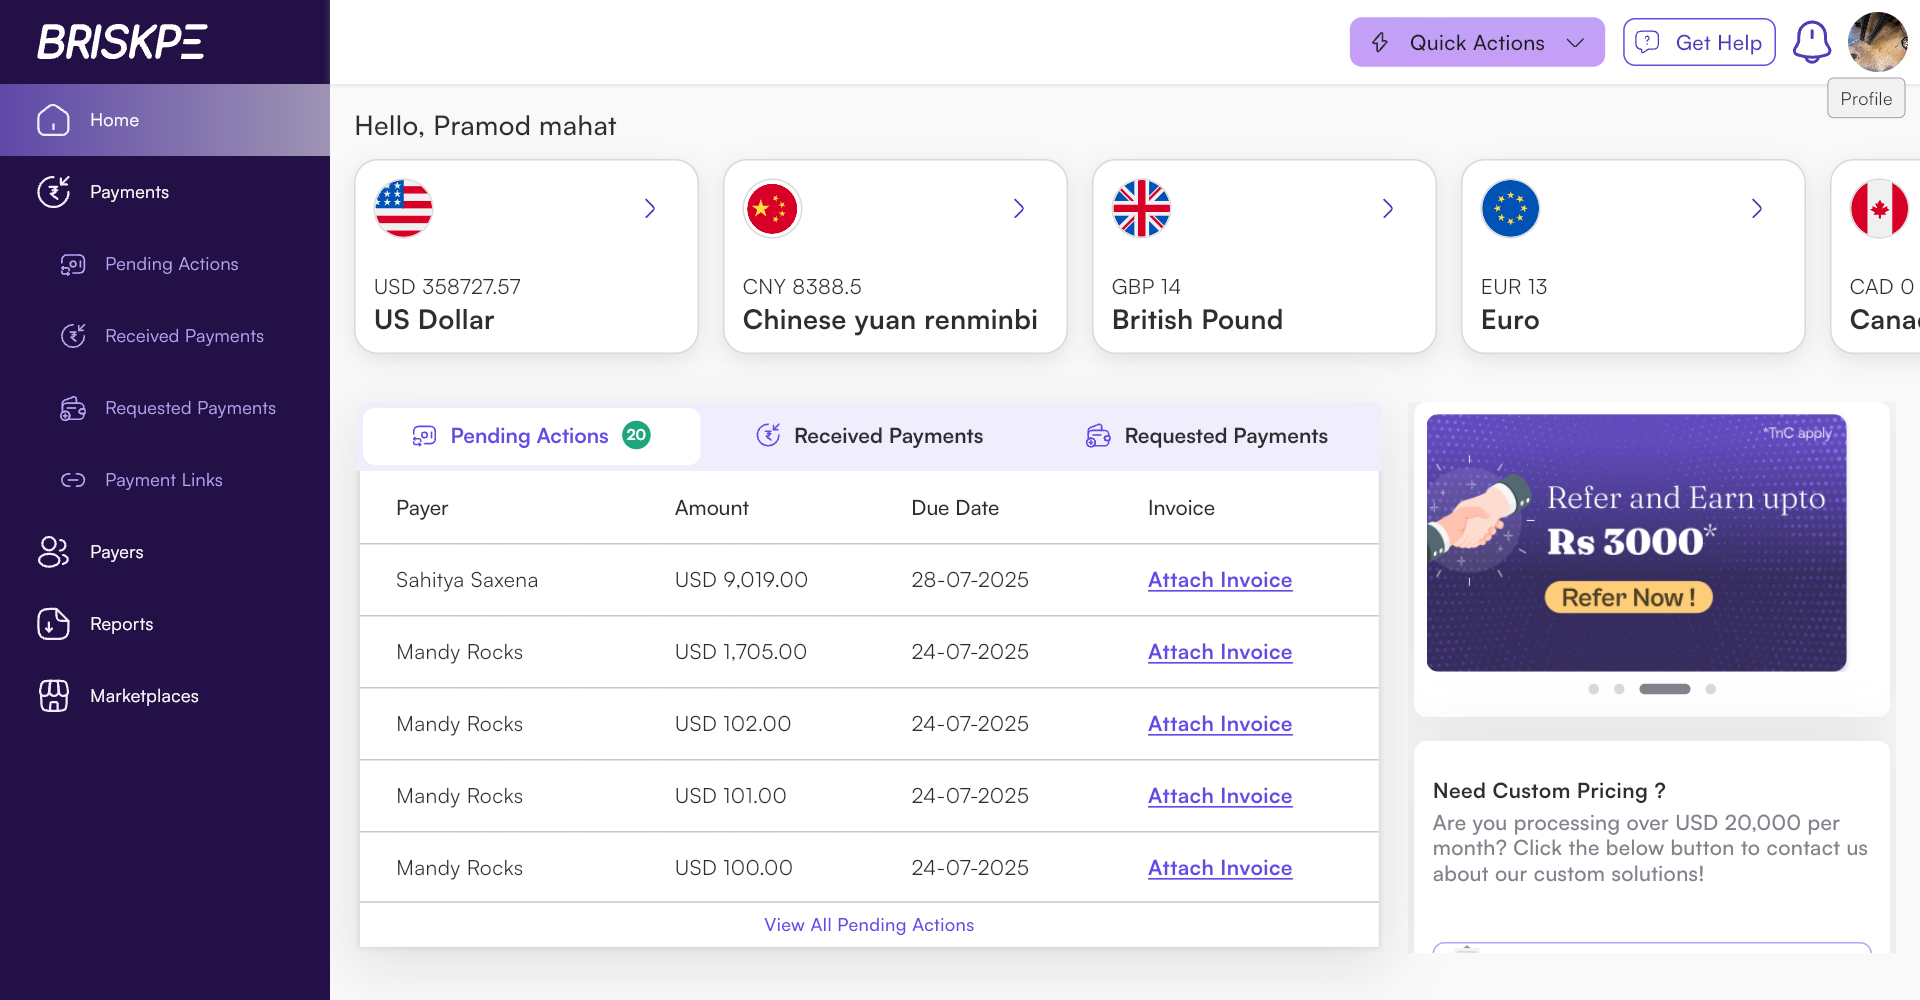 BRISKPE
Quick Actions
Get Help
Profile
Home
Payments
Pending Actions
Received Payments
Requested Payments
Payment Links
Payers
Reports
Marketplaces
Hello, Pramod mahat
USD 358727.57
US Dollar
CNY 8388.5
Chinese yuan renminbi
GBP 14
British Pound
EUR 13
Euro
CAD 0
Pending Actions 20
Received Payments
Requested Payments
Payer Amount Due Date Invoice
Sahitya Saxena USD 9,019.00 28-07-2025 Attach Invoice
Mandy Rocks USD 1,705.00 24-07-2025 Attach Invoice
Mandy Rocks USD 102.00 24-07-2025 Attach Invoice
Mandy Rocks USD 101.00 24-07-2025 Attach Invoice
Mandy Rocks USD 100.00 24-07-2025 Attach Invoice
View All Pending Actions
*TnC apply
Refer and Earn upto
Rs 3000*
Refer Now !
Need Custom Pricing ?
Are you processing over USD 20,000 per
month? Click the below button to contact us
about our custom solutions!